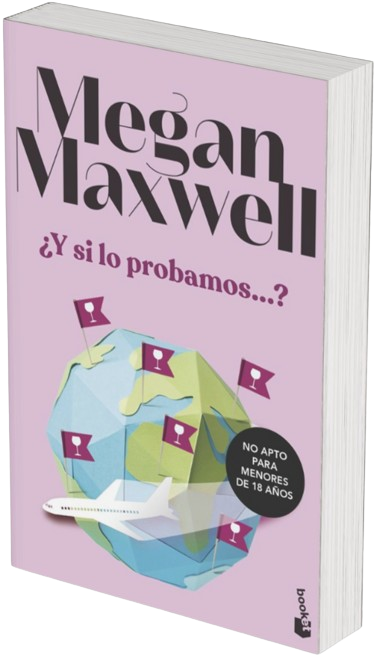 Megan
Maxwell
¿Y si lo probamos...?
NO APTO
PARA
MENORES
DE 18 AÑOS
booket